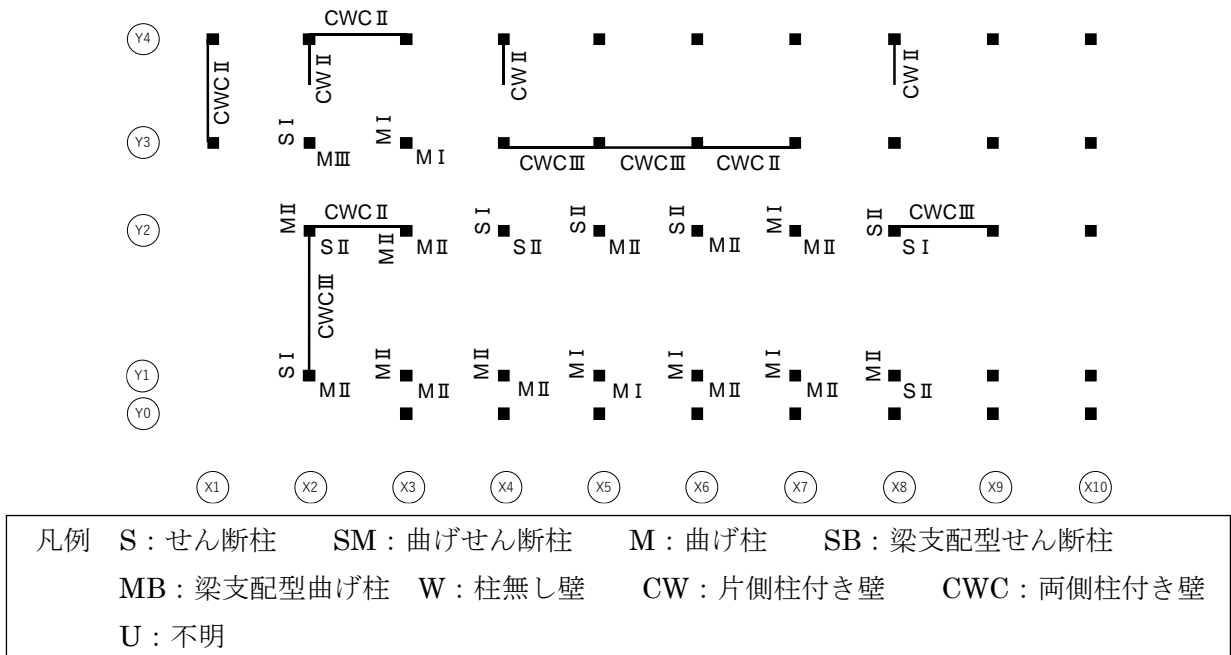 CWCⅡ
Y4
CWCⅡ
CWⅡ
CWⅡ
CWⅡ
SⅠ
MⅠ
Y3
MⅢ
MⅠ
CWCⅢ
CWCⅢ
CWCⅡ
MⅡ
CWCⅡ
SⅠ
SⅡ
SⅡ
MⅠ
SⅡ
CWCⅢ
Y2
SⅡ
MⅡ
MⅡ
SⅡ
MⅡ
MⅡ
MⅡ
SⅠ
CWCⅢ
SⅠ
MⅡ
MⅡ
MⅠ
MⅠ
MⅠ
MⅡ
Y1
MⅡ
MⅡ
MⅡ
MⅠ
MⅡ
MⅡ
SⅡ
Y0
X1 X2 X3 X4 X5 X6 X7 X8 X9 X10
凡例 S：せん断柱 SM：曲げせん断柱 M：曲げ柱 SB：梁支配型せん断柱
MB：梁支配型曲げ柱 W：柱無し壁 CW：片側柱付き壁 CWC：両側柱付き壁
U：不明